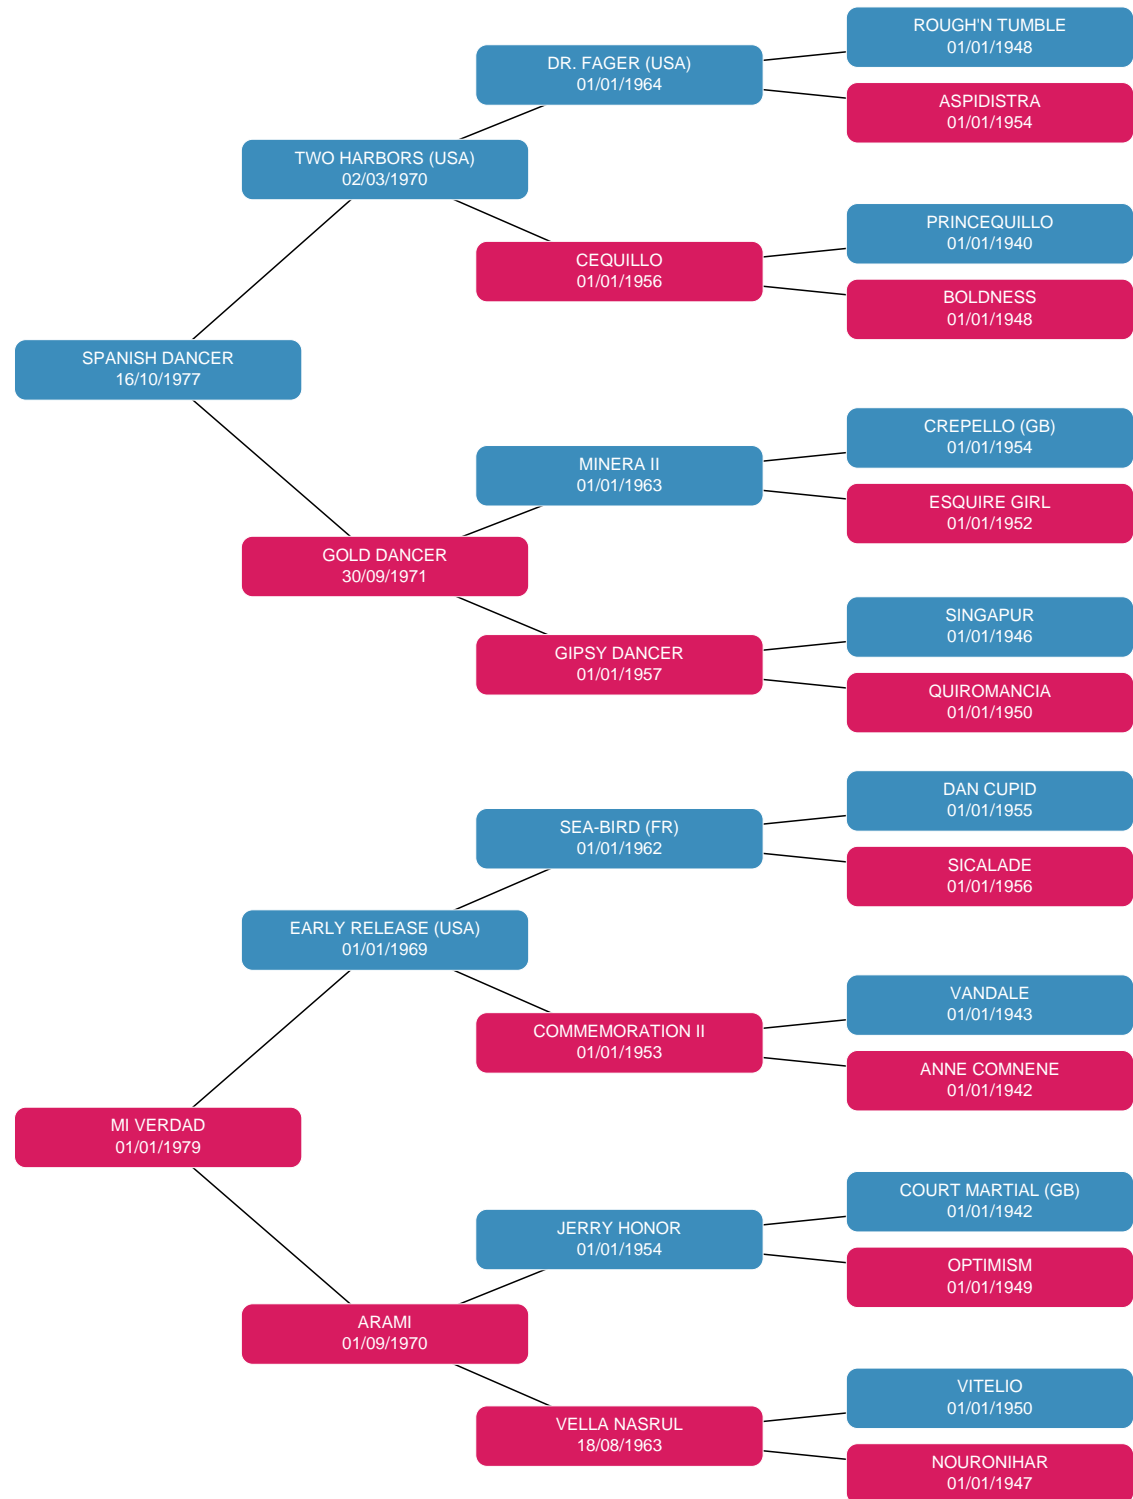 ROUGH'N TUMBLE
01/01/1948
DR. FAGER (USA)
01/01/1964
ASPIDISTRA
01/01/1954
TWO HARBORS (USA)
02/03/1970
PRINCEQUILLO
01/01/1940
CEQUILLO
01/01/1956
BOLDNESS
01/01/1948
SPANISH DANCER
16/10/1977
CREPELLO (GB)
01/01/1954
MINERA II
01/01/1963
ESQUIRE GIRL
01/01/1952
GOLD DANCER
30/09/1971
SINGAPUR
01/01/1946
GIPSY DANCER
01/01/1957
QUIROMANCIA
01/01/1950
DAN CUPID
01/01/1955
SEA-BIRD (FR)
01/01/1962
SICALADE
01/01/1956
EARLY RELEASE (USA)
01/01/1969
VANDALE
01/01/1943
COMMEMORATION II
01/01/1953
ANNE COMNENE
01/01/1942
MI VERDAD
01/01/1979
COURT MARTIAL (GB)
01/01/1942
JERRY HONOR
01/01/1954
OPTIMISM
01/01/1949
ARAMI
01/09/1970
VITELIO
01/01/1950
VELLA NASRUL
18/08/1963
NOURONIHAR
01/01/1947